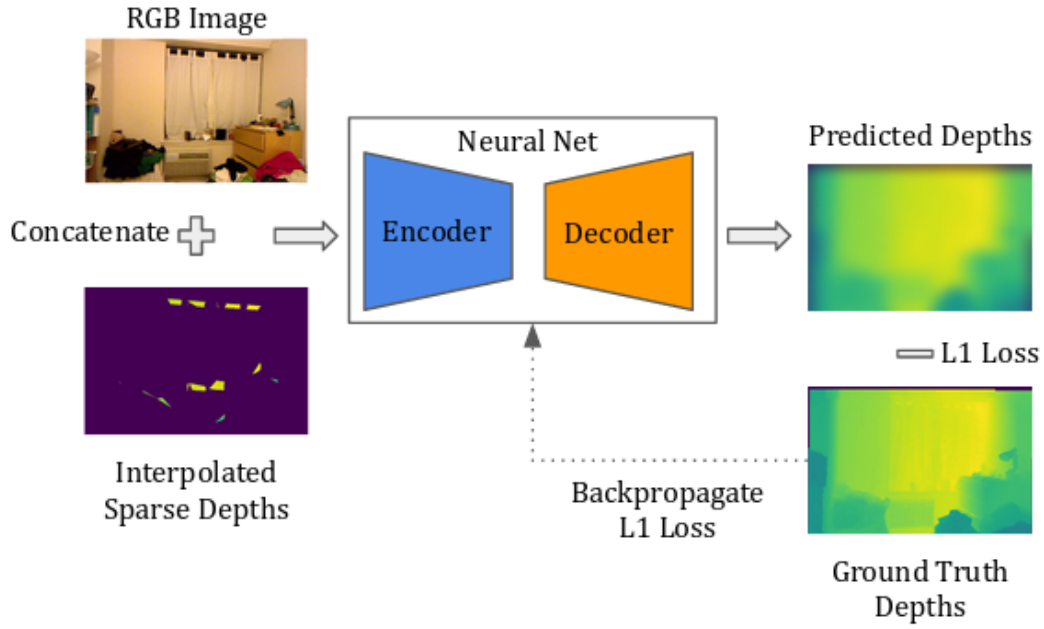 RGB Image
Concatenate
Interpolated
Sparse Depths
Neural Net
Encoder
Decoder
Predicted Depths
L1 Loss
Backpropagate
L1 Loss
Ground Truth
Depths